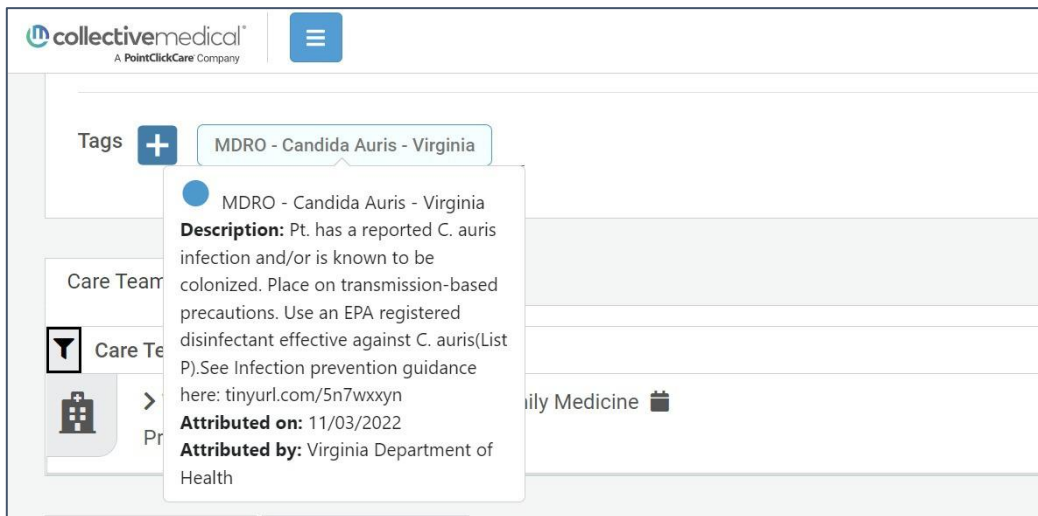 collectivemedical
A PointClickCare Company
Tags
MDRO - Candida Auris - Virginia
MDRO - Candida Auris - Virginia
Description: Pt. has a reported C. auris
infection and/or is known to be
colonized. Place on transmission-based
precautions. Use an EPA registered
disinfectant effective against C. auris(List
P).See Infection prevention guidance
here: tinyurl.com/5n7wxxyn
Attributed on: 11/03/2022
Attributed by: Virginia Department of
Health
Care Team
Care Te
ily Medicine
Pr